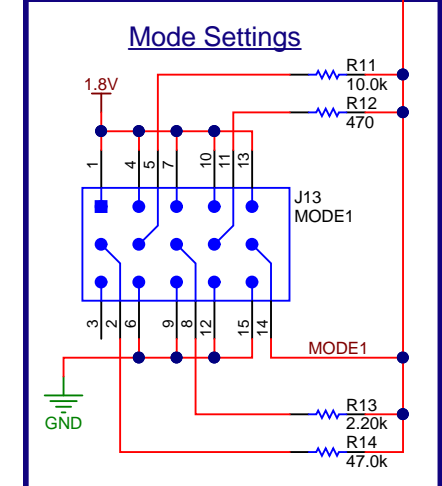 Mode Settings
1.8V
R11
10.0k
R12
470
1 4 5 7 10 11 13
J13
MODE1
3 2 6 9 8 12 15 14
MODE1
GND
R13
2.20k
R14
47.0k